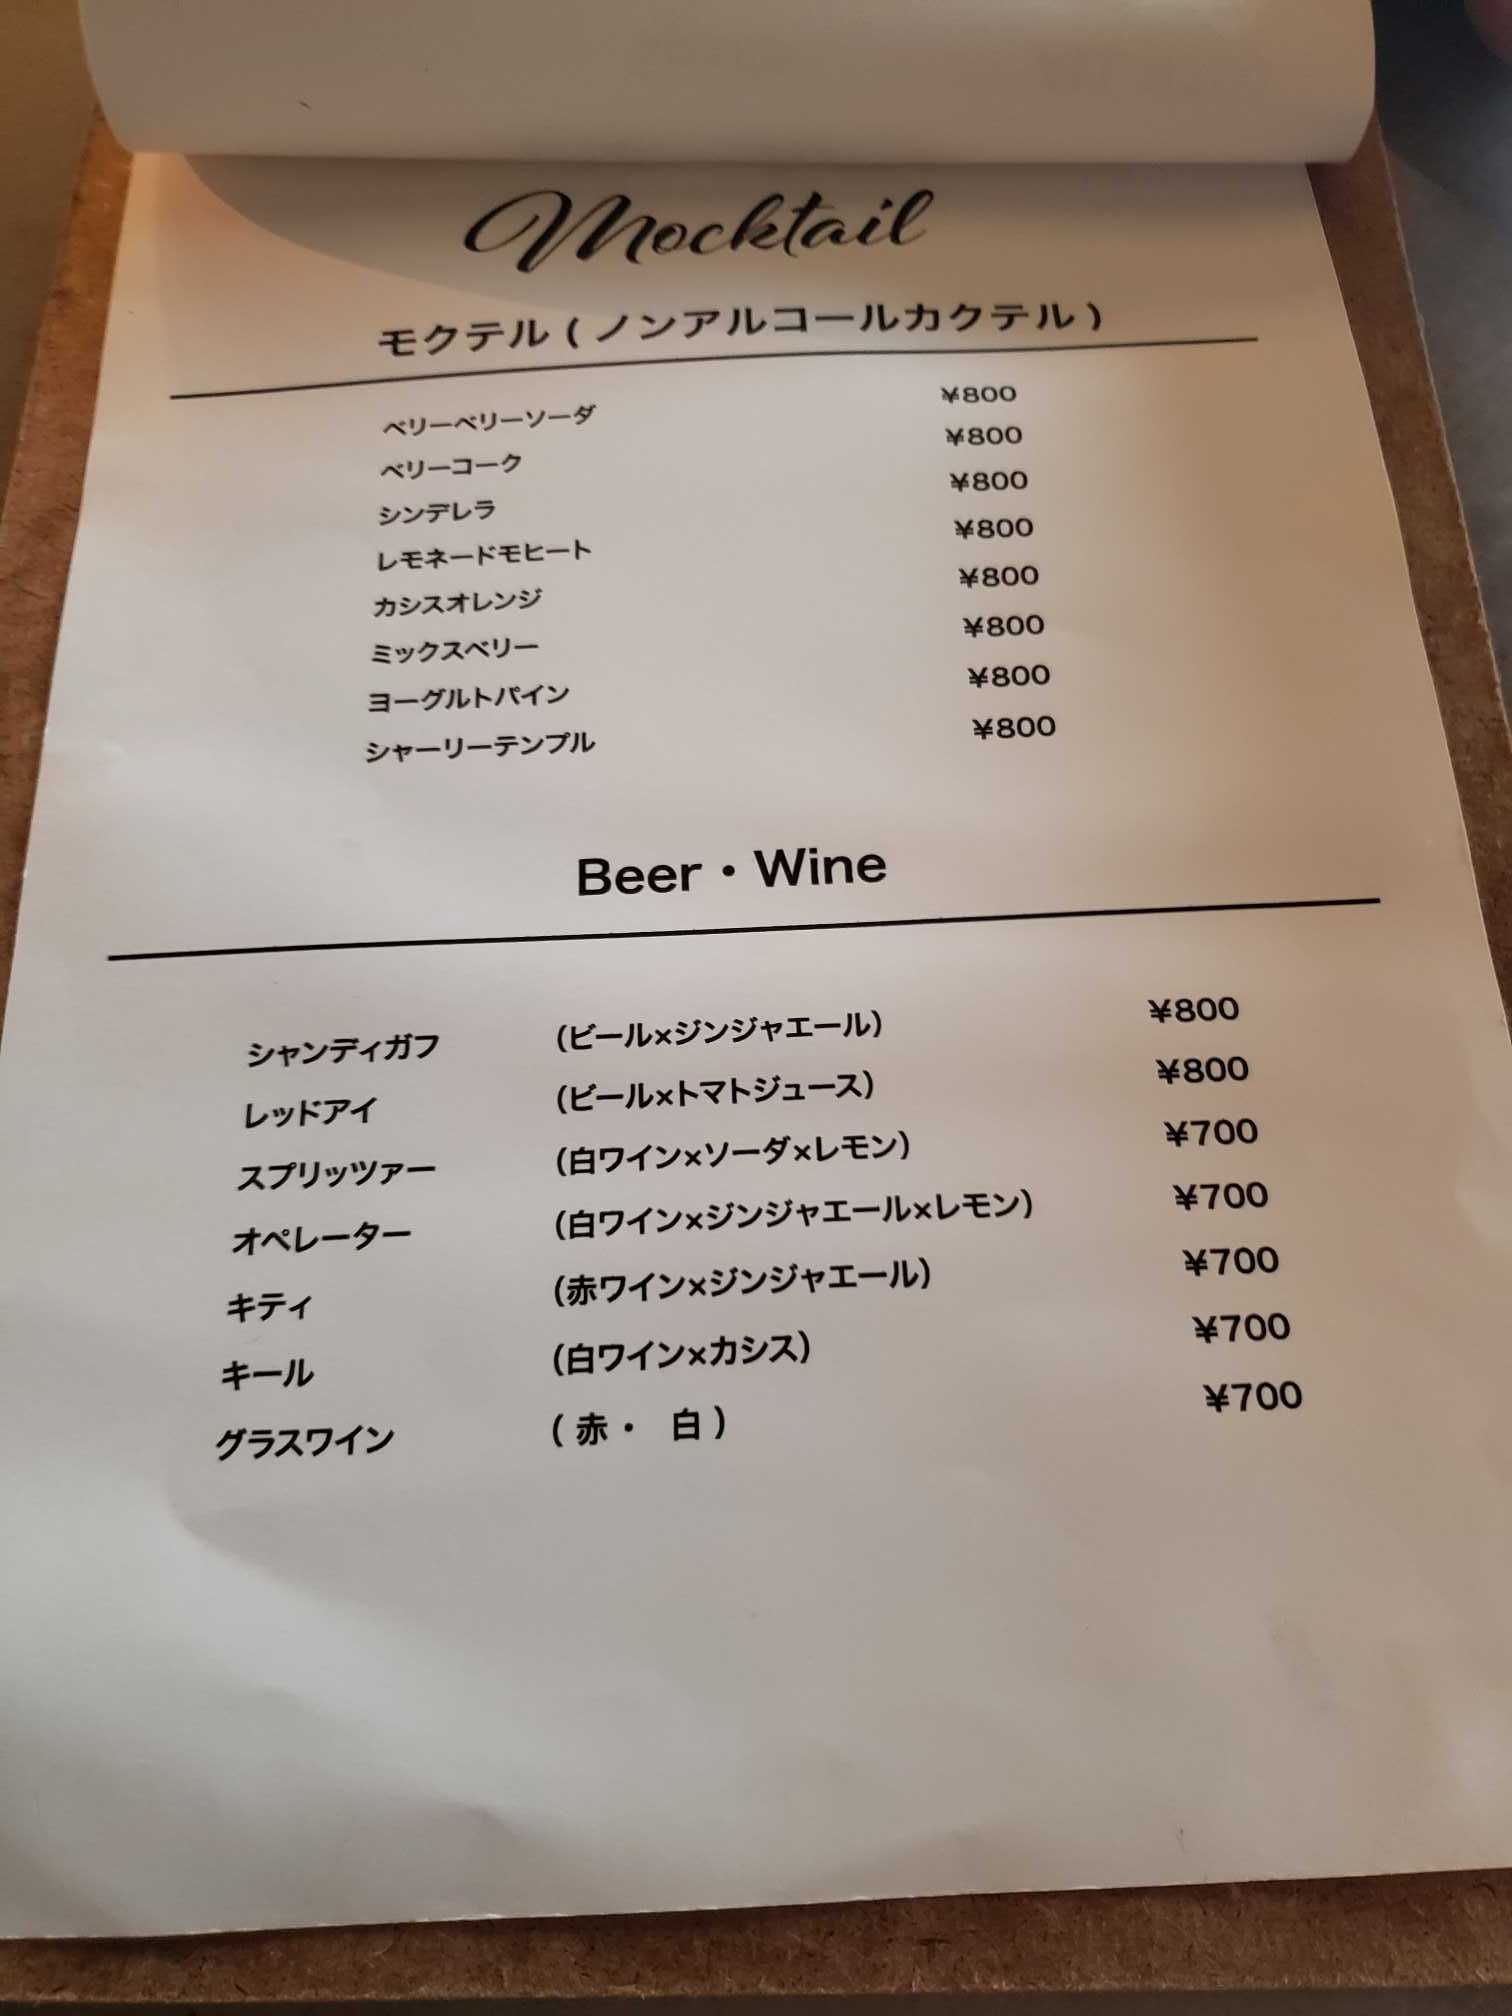 Mocktail
モクテル ( ノンアルコールカクテル )
ベリーベリーソーダ ¥800
ベリーコーク ¥800
シンデレラ ¥800
レモネードモヒート ¥800
カシスオレンジ ¥800
ミックスベリー ¥800
ヨーグルトパイン ¥800
シャーリーテンプル ¥800
Beer・Wine
シャンディガフ (ビール×ジンジャエール) ¥800
レッドアイ (ビール×トマトジュース) ¥800
スプリッツァー (白ワイン×ソーダ×レモン) ¥700
オペレーター (白ワイン×ジンジャエール×レモン) ¥700
キティ (赤ワイン×ジンジャエール) ¥700
キール (白ワイン×カシス) ¥700
グラスワイン ( 赤・ 白 ) ¥700